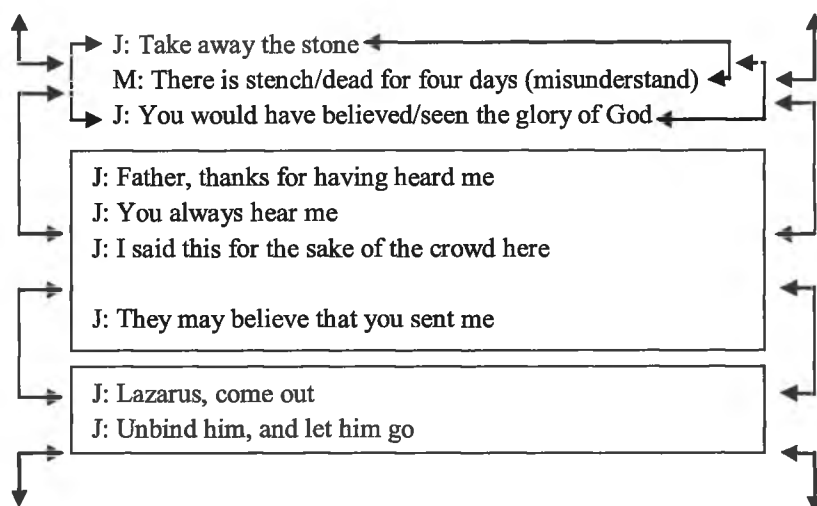 J: Take away the stone
M: There is stench/dead for four days (misunderstand)
J: You would have believed/seen the glory of God
J: Father, thanks for having heard me
J: You always hear me
J: I said this for the sake of the crowd here
J: They may believe that you sent me
J: Lazarus, come out
J: Unbind him, and let him go